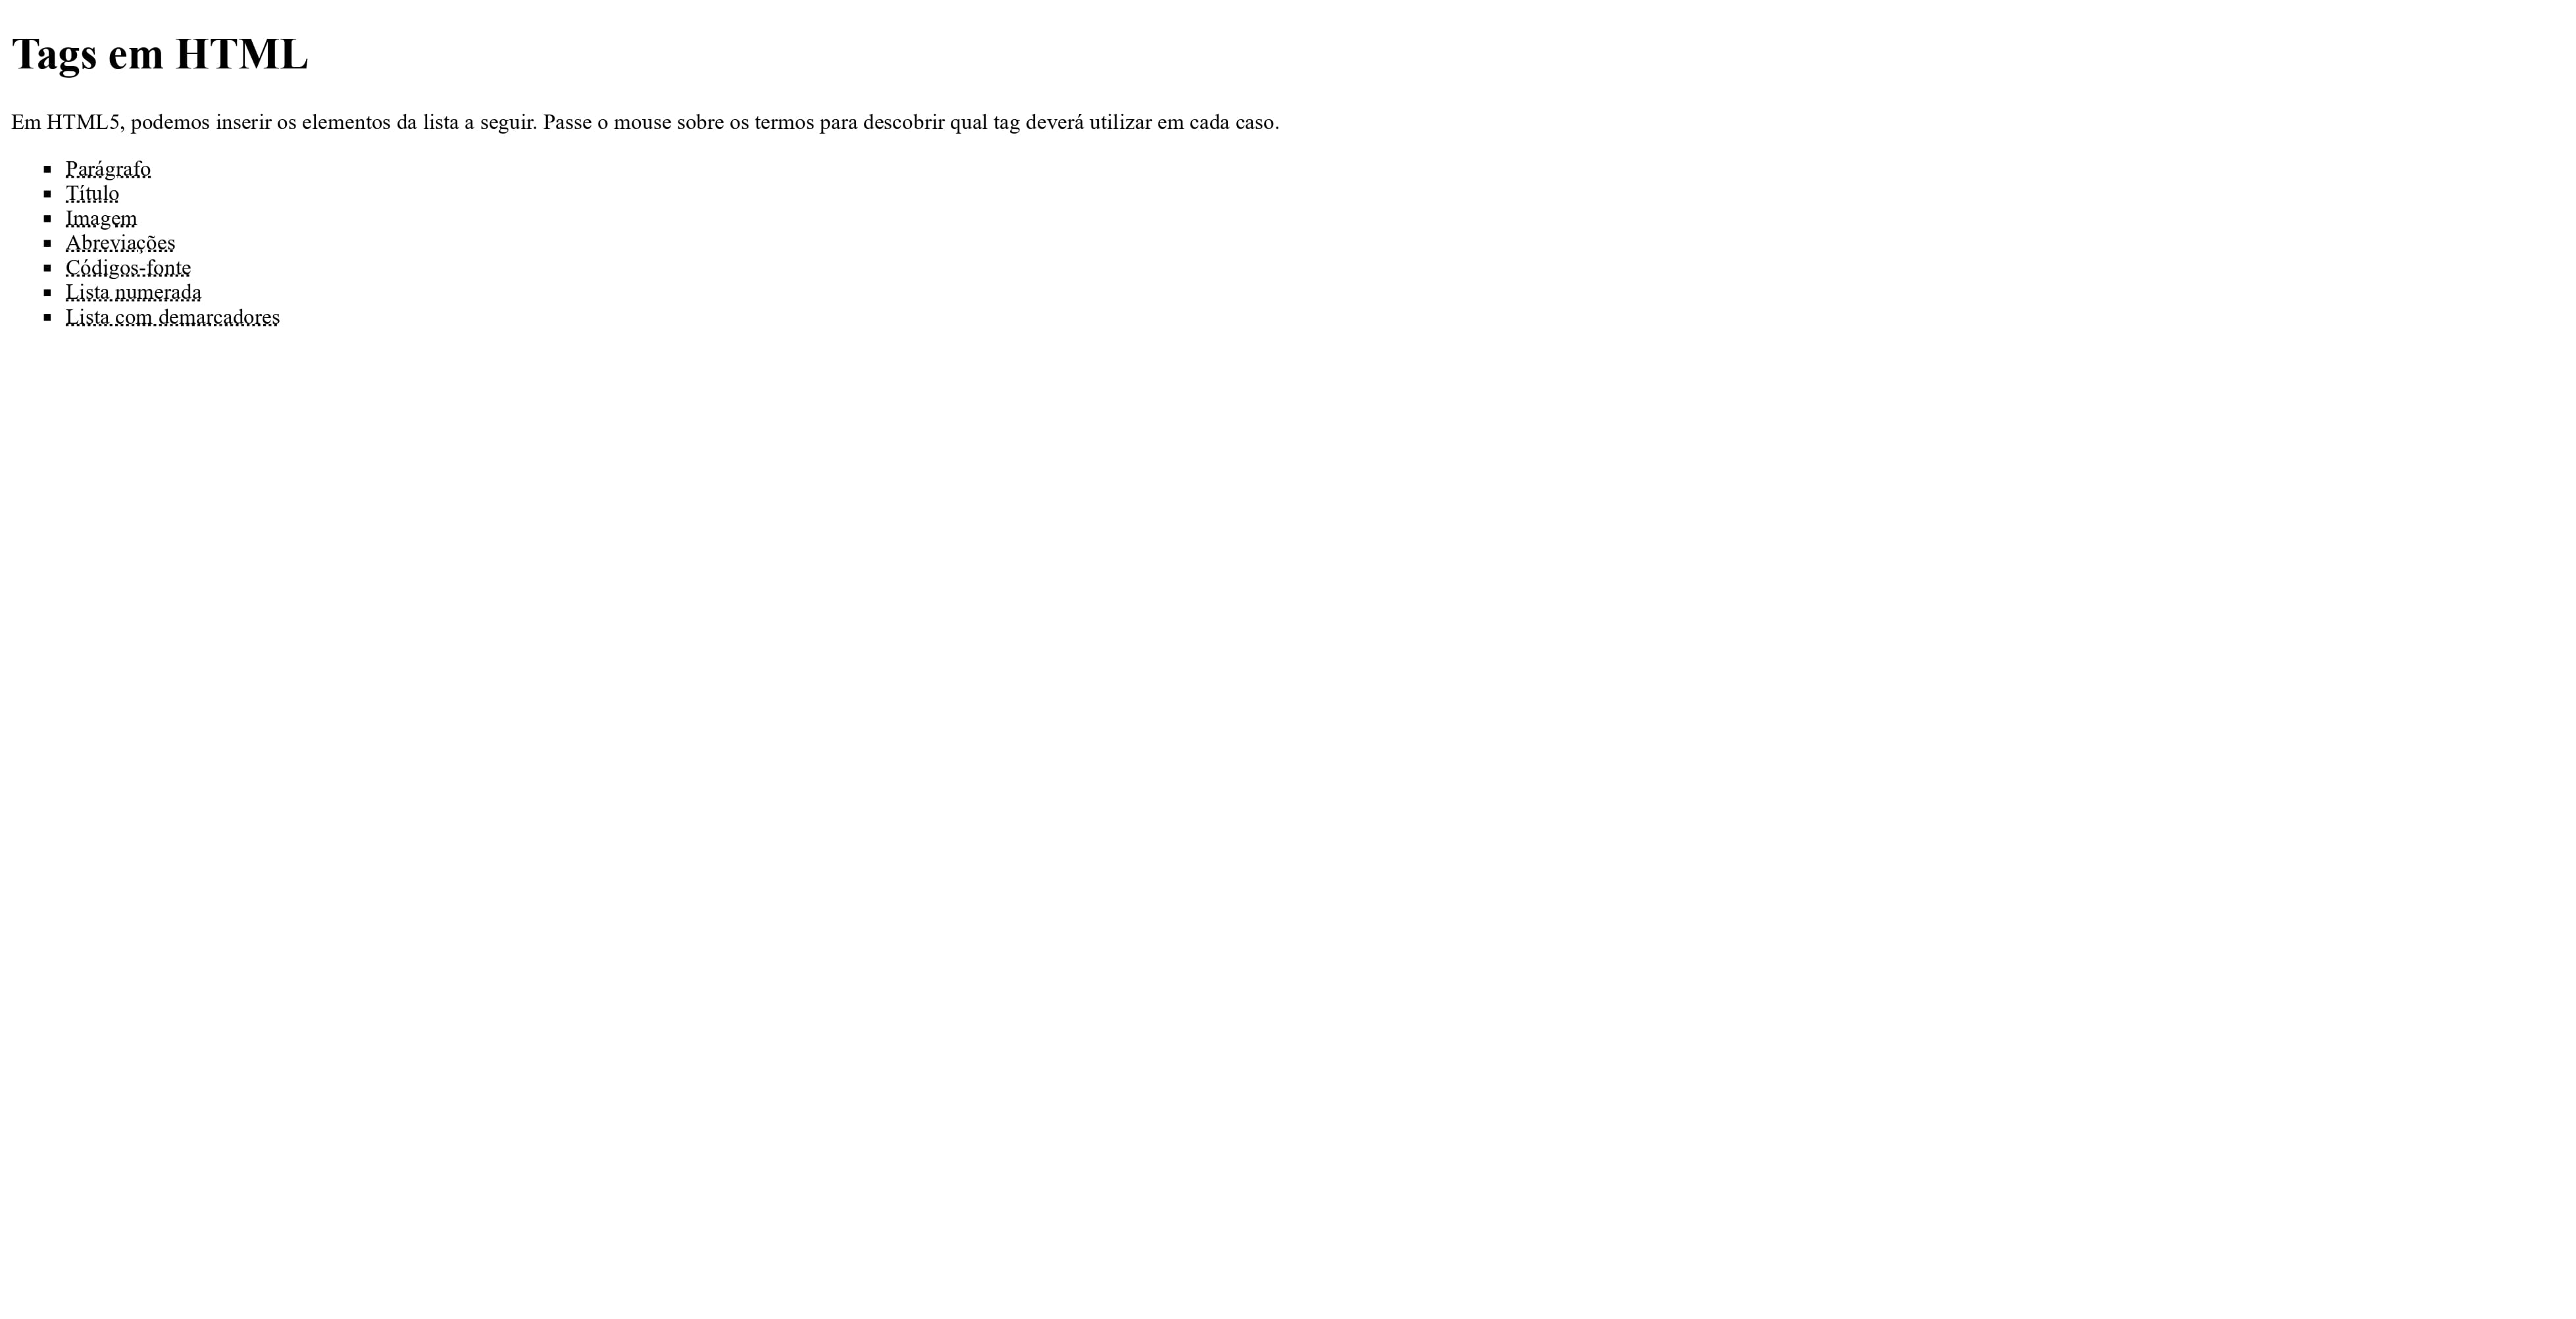 Tags em HTML
Em HTML5, podemos inserir os elementos da lista a seguir. Passe o mouse sobre os termos para descobrir qual tag deverá utilizar em cada caso.
Parágrafo
Título
Imagem
Abreviações
Códigos-fonte
Lista numerada
Lista com demarcadores